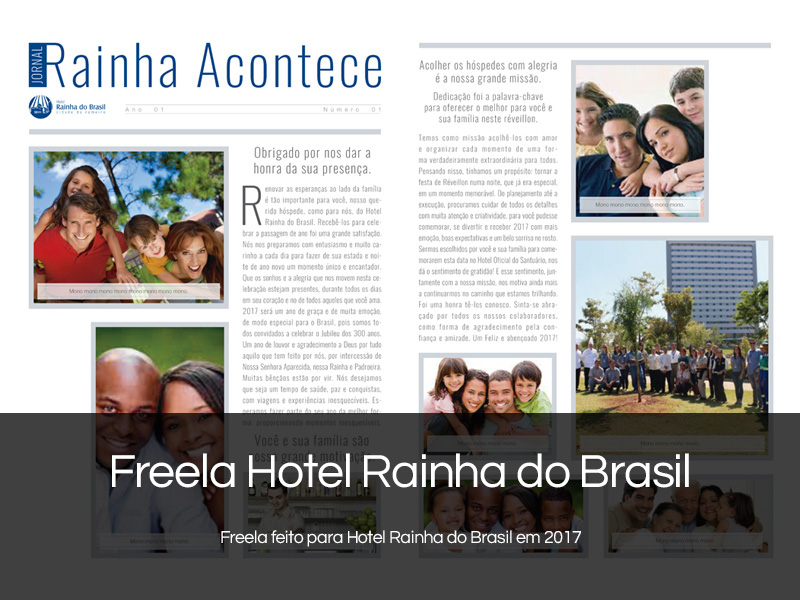 JORNAL
Rainha Acontece
Hotel
Rainha do Brasil
cidade do romeiro
Ano 01
Número 01
Obrigado por nos dar a
honra da sua presença.
Renovar as esperanças ao lado da família
é tão importante para você, nosso que-
rido hóspede, como para nós, do Hotel
Rainha do Brasil. Recebê-los para cele-
brar a passagem de ano foi uma grande satisfação.
Nós nos preparamos com entusiasmo e muito ca-
rinho a cada dia para fazer de sua estada e noi-
te de ano novo um momento único e encantador.
Que os sonhos e a alegria que nos movem nesta ce-
lebração estejam presentes, durante todos os dias
em seu coração e no de todos aqueles que você ama.
2017 será um ano de graça e de muita emoção,
de modo especial para o Brasil, pois somos to-
dos convidados a celebrar o Jubileu dos 300 anos.
Um ano de louvor e agradecimento a Deus por tudo
aquilo que tem feito por nós, por intercessão de
Nossa Senhora Aparecida, nossa Rainha e Padroeira.
Muitas bênçãos estão por vir. Nós desejamos
que seja um tempo de saúde, paz e conquistas,
com viagens e experiências inesquecíveis. Es-
peramos fazer parte do seu ano da melhor for-
ma, proporcionando momentos inesquecíveis.
Você e sua família são
nossa grande motivação
Mono mono mono mono mono mono mono.
Acolher os hóspedes com alegria
é a nossa grande missão.
Dedicação foi a palavra-chave
para oferecer o melhor para você e
sua família neste réveillon.
Temos como missão acolhê-los com amor
e organizar cada momento de uma for-
ma verdadeiramente extraordinária para todos.
Pensando nisso, tínhamos um propósito: tornar a
festa de Réveillon numa noite, que já era especial,
em um momento memorável. Do planejamento até a
execução, procuramos cuidar de todos os detalhes
com muita atenção e criatividade, para você pudesse
comemorar, se divertir e receber 2017 com mais
emoção, boas expectativas e um belo sorriso no rosto.
Sermos escolhidos por você e sua família para come-
morarem esta data no Hotel Oficial do Santuário, nos
dá o sentimento de gratidão! E esse sentimento, jun-
tamente com a nossa missão, nos motiva ainda mais
a continuarmos no caminho que estamos trilhando.
Foi uma honra tê-los conosco. Sinta-se abra-
çado por todos os nossos colaboradores,
como forma de agradecimento pela con-
fiança e amizade. Um Feliz e abençoado 2017!
Mono mono mono mono mono mono.
Freela Hotel Rainha do Brasil
Freela feito para Hotel Rainha do Brasil em 2017